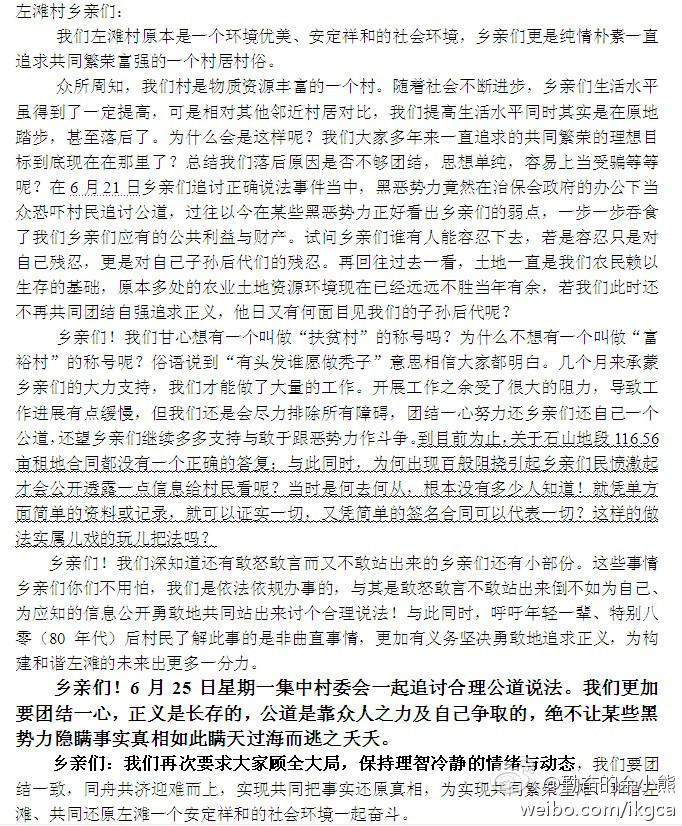 左滩村乡亲们：
我们左滩村原本是一个环境优美、安定祥和的社会环境，乡亲们更是纯情朴素一直
追求共同繁荣富强的一个村居村俗。
众所周知，我们村是物质资源丰富的一个村。随着社会不断进步，乡亲们生活水平
虽得到了一定提高，可是相对其他邻近村居对比，我们提高生活水平同时其实是在原地
踏步，甚至落后了。为什么会是这样呢？我们大家多年来一直追求的共同繁荣的理想目
标到底现在在那里了？总结我们落后原因是否不够团结，思想单纯，容易上当受骗等等
呢？在 6 月 21 日乡亲们追讨正确说法事件当中，黑恶势力竟然在治保会政府的办公下当
众恐吓村民追讨公道，过往以今在某些黑恶势力正好看出乡亲们的弱点，一步一步吞食
了我们乡亲们应有的公共利益与财产。试问乡亲们谁有人能容忍下去，若是容忍只是对
自己残忍，更是对自己子孙后代们的残忍。再回往过去一看，土地一直是我们农民赖以
生存的基础，原本多处的农业土地资源环境现在已经远远不胜当年有余，若我们此时还
不再共同团结自强追求正义，他日又有何面目见我们的子孙后代呢？
乡亲们！我们甘心想有一个叫做“扶贫村”的称号吗？为什么不想有一个叫做“富
裕村”的称号呢？俗语说到“有头发谁愿做秃子”意思相信大家都明白。几个月来承蒙
乡亲们的大力支持，我们才能做了大量的工作。开展工作之余受了很大的阻力，导致工
作进展有点缓慢，但我们还是会尽力排除所有障碍，团结一心努力还乡亲们还自己一个
公道，还望乡亲们继续多多支持与敢于跟恶势力作斗争。到目前为止，关于石山地段 116.56
亩租地合同都没有一个正确的答复；与此同时，为何出现百般阻挠引起乡亲们民愤激起
才会公开透露一点信息给村民看呢？当时是何去何从，根本没有多少人知道！就凭单方
面简单的资料或记录，就可以证实一切，又凭简单的签名合同可以代表一切？这样的做
法实属儿戏的玩儿把法吗？
乡亲们！我们深知道还有敢怒敢言而又不敢站出来的乡亲们还有小部份。这些事情
乡亲们你们不用怕，我们是依法依规办事的，与其是敢怒敢言不敢站出来倒不如为自己、
为应知的信息公开勇敢地共同站出来讨个合理说法！与此同时，呼吁年轻一辈、特别八
零（80 年代）后村民了解此事的是非曲直事情，更加有义务坚决勇敢地追求正义，为构
建和谐左滩的未来出更多一分力。
乡亲们！6 月 25 日星期一集中村委会一起追讨合理公道说法。我们更加
要团结一心，正义是长存的，公道是靠众人之力及自己争取的，绝不让某些黑
势力隐瞒事实真相如此瞒天过海而逃之夭夭。
乡亲们：我们再次要求大家顾全大局，保持理智冷静的情绪与动态，我们要团
结一致，同舟共济迎难而上，实现共同把事实还原真相，为实现共同繁荣左滩、和谐左
滩、共同还原左滩一个安定祥和的社会环境一起奋斗。
@勤奋的金小熊
weibo.com/ikgca